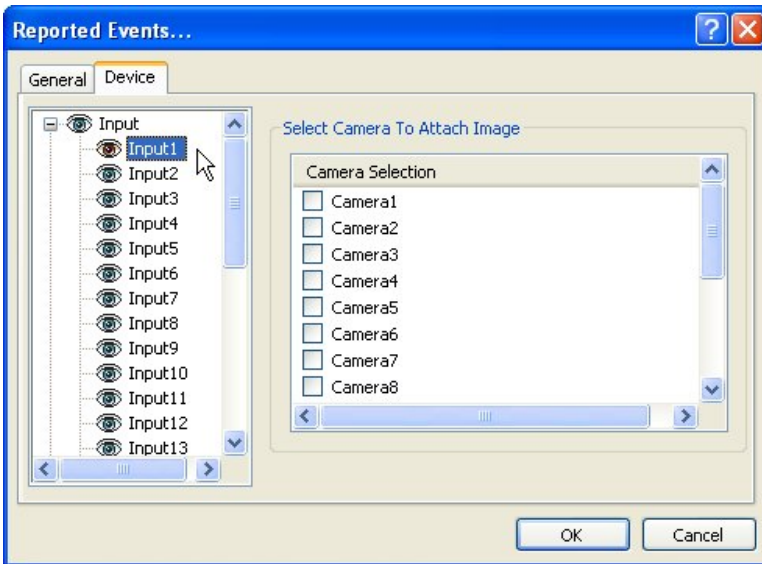 Reported Events...
General
Device
Input
Input1
Input2
Input3
Input4
Input5
Input6
Input7
Input8
Input9
Input10
Input11
Input12
Input13
Select Camera To Attach Image
Camera Selection
Camera1
Camera2
Camera3
Camera4
Camera5
Camera6
Camera7
Camera8
OK
Cancel